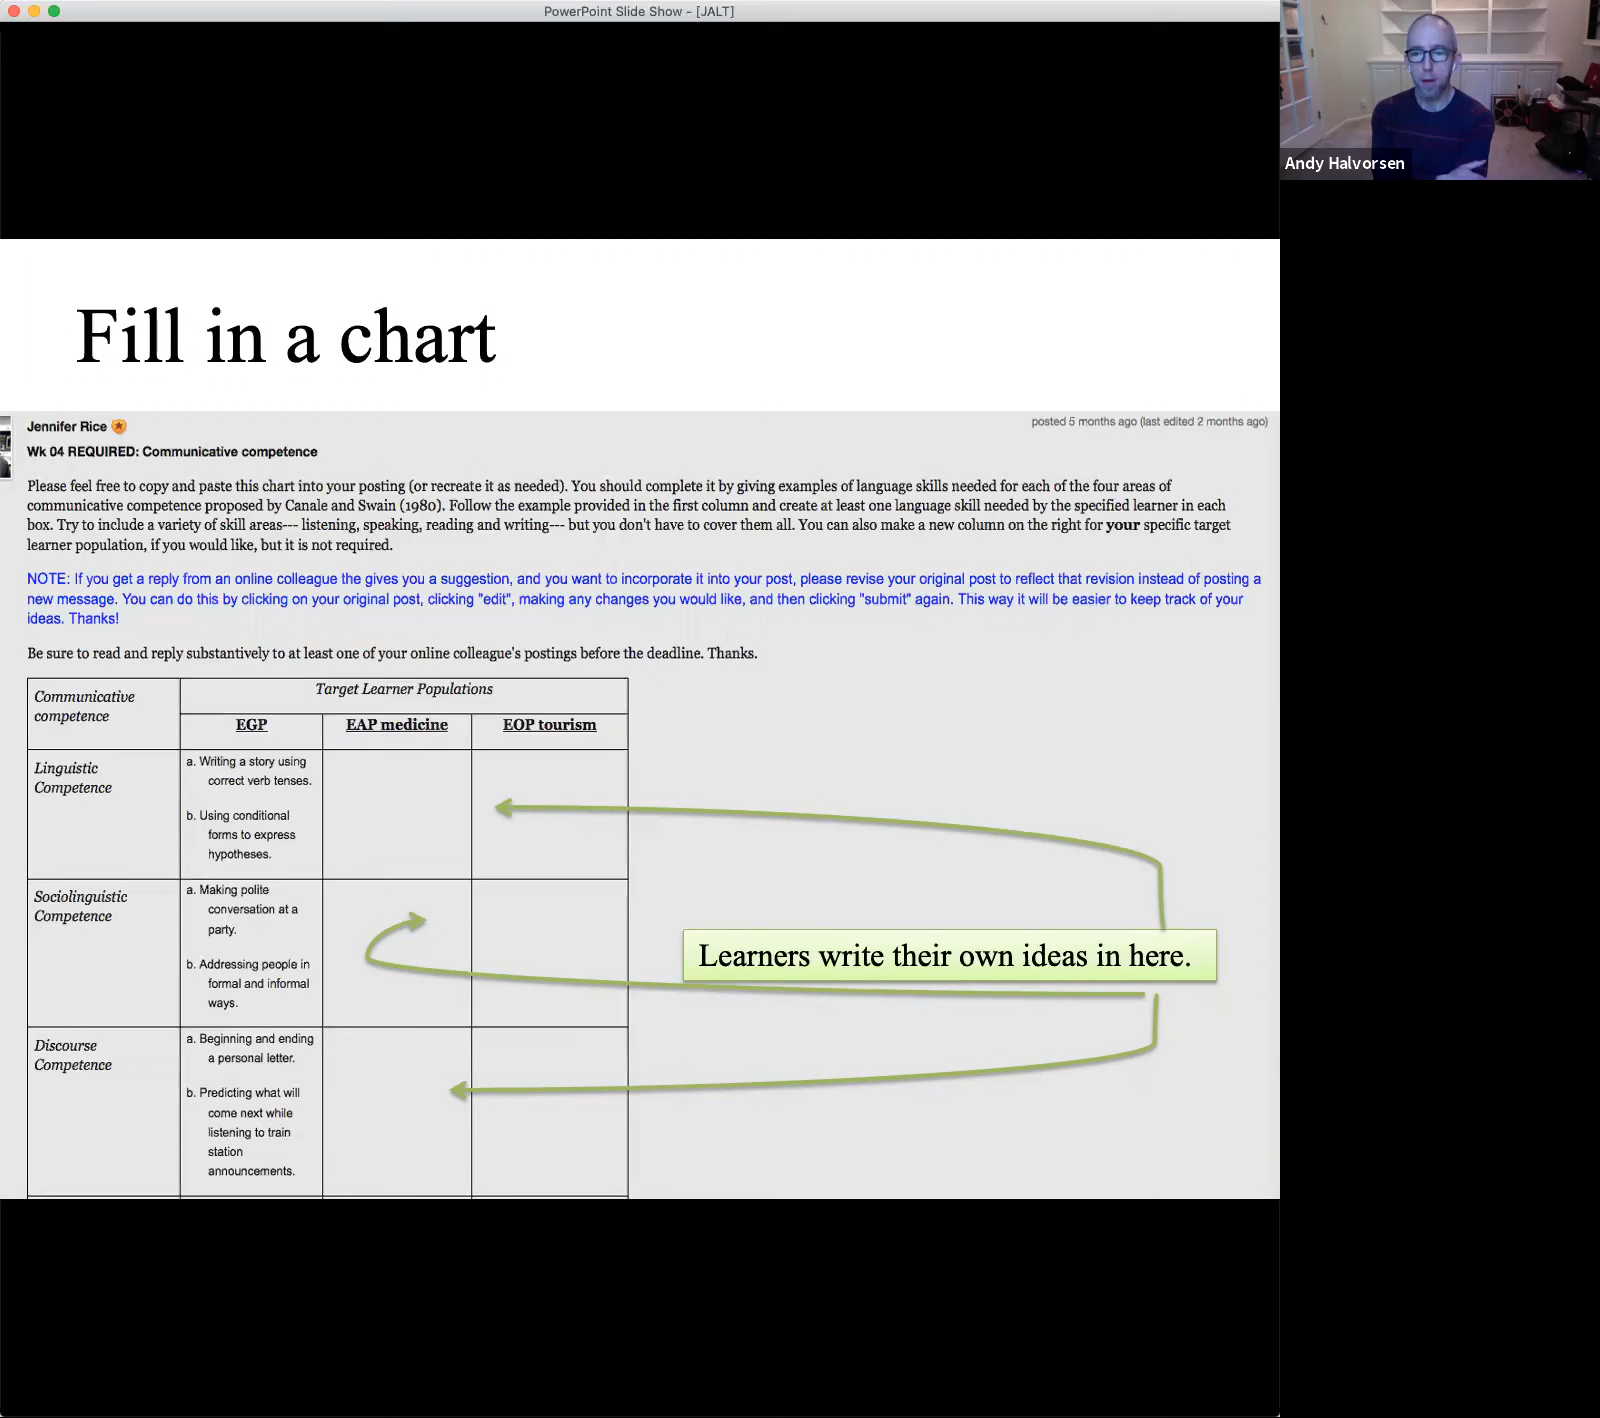 PowerPoint Slide Show - [JALT]
Andy Halvorsen
Fill in a chart
Jennifer Rice
posted 5 months ago (last edited 2 months ago)
Wk 04 REQUIRED: Communicative competence
Please feel free to copy and paste this chart into your posting (or recreate it as needed). You should complete it by giving examples of language skills needed for each of the four areas of
communicative competence proposed by Canale and Swain (1980). Follow the example provided in the first column and create at least one language skill needed by the specified learner in each
box. Try to include a variety of skill areas--- listening, speaking, reading and writing--- but you don't have to cover them all. You can also make a new column on the right for your specific target
learner population, if you would like, but it is not required.
NOTE: If you get a reply from an online colleague the gives you a suggestion, and you want to incorporate it into your post, please revise your original post to reflect that revision instead of posting a
new message. You can do this by clicking on your original post, clicking "edit", making any changes you would like, and then clicking "submit" again. This way it will be easier to keep track of your
ideas. Thanks!
Be sure to read and reply substantively to at least one of your online colleague's postings before the deadline. Thanks.
Communicative
competence
Target Learner Populations
EGP
EAP medicine
EOP tourism
Linguistic
Competence
a. Writing a story using
correct verb tenses.
b. Using conditional
forms to express
hypotheses.
Sociolinguistic
Competence
a. Making polite
conversation at a
party.
b. Addressing people in
formal and informal
ways.
Learners write their own ideas in here.
Discourse
Competence
a. Beginning and ending
a personal letter.
b. Predicting what will
come next while
listening to train
station
announcements.